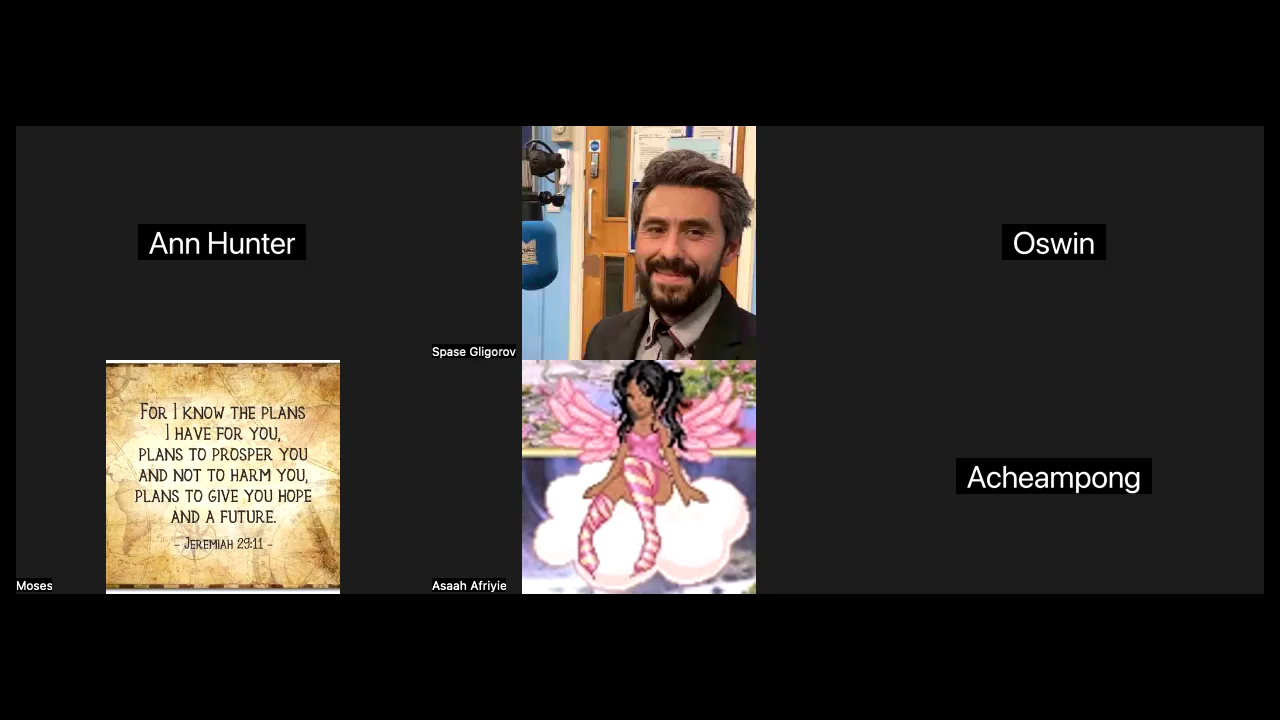 Ann Hunter
Spase Gligorov
Oswin
FOR I KNOW THE PLANS
I HAVE FOR YOU,
PLANS TO PROSPER YOU
AND NOT TO HARM YOU,
PLANS TO GIVE YOU HOPE
AND A FUTURE.
- JEREMIAH 29:11 -
Moses
Asaah Afriyie
Acheampong